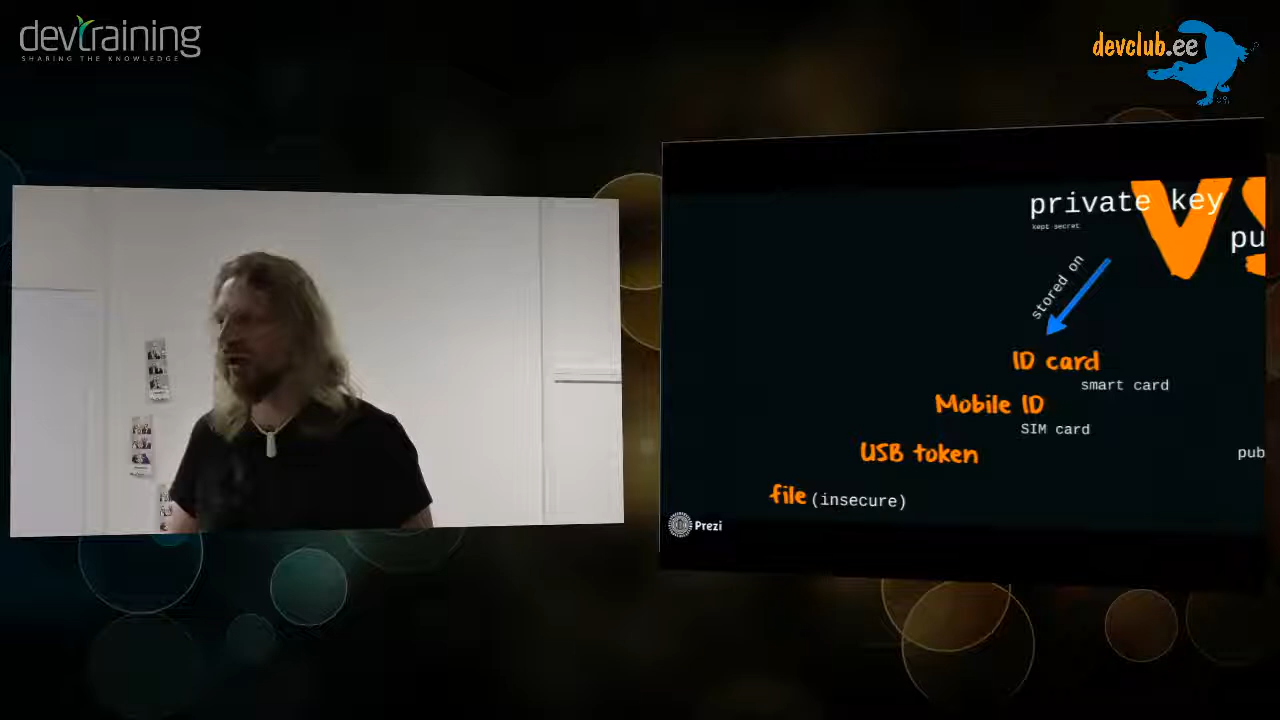 devtraining
SHARING THE KNOWLEDGE
devclub.ee
private key
kept secret
VS
pu
stored on
ID card
smart card
Mobile ID
SIM card
USB token
pub
file (insecure)
Prezi